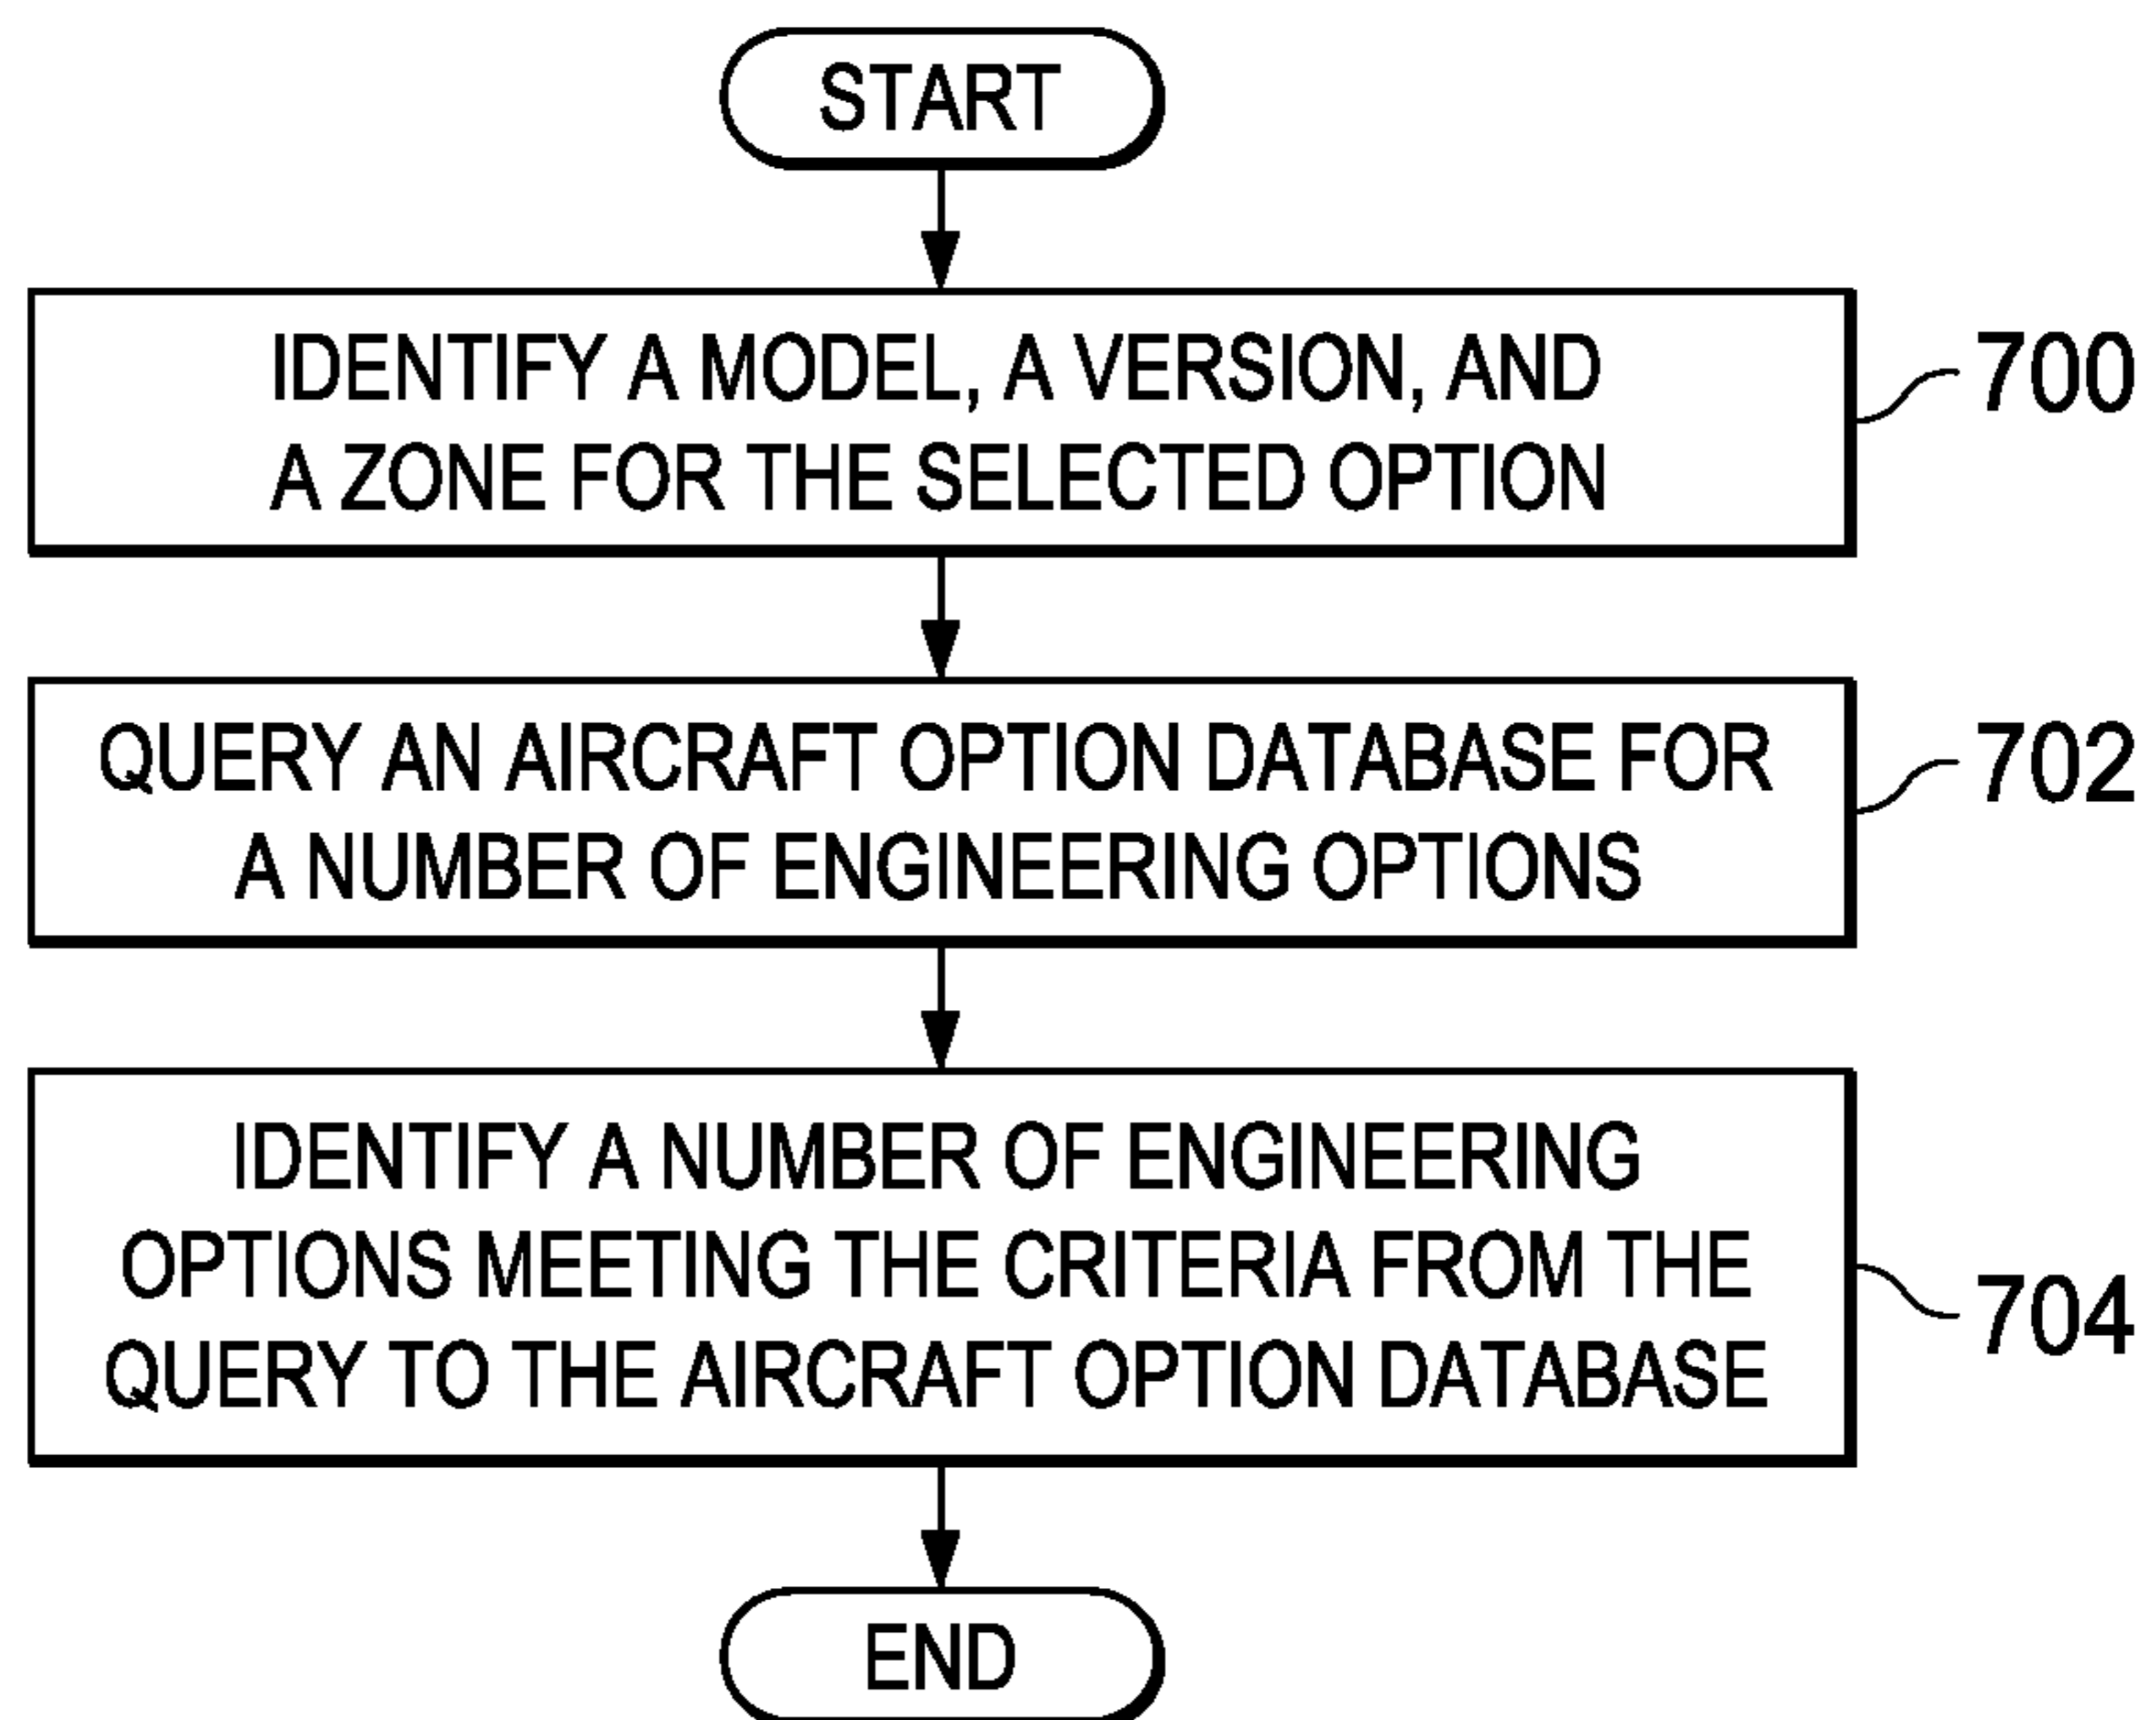 START
IDENTIFY A MODEL, A VERSION, AND
A ZONE FOR THE SELECTED OPTION
700
QUERY AN AIRCRAFT OPTION DATABASE FOR
A NUMBER OF ENGINEERING OPTIONS
702
IDENTIFY A NUMBER OF ENGINEERING
OPTIONS MEETING THE CRITERIA FROM THE
QUERY TO THE AIRCRAFT OPTION DATABASE
704
END